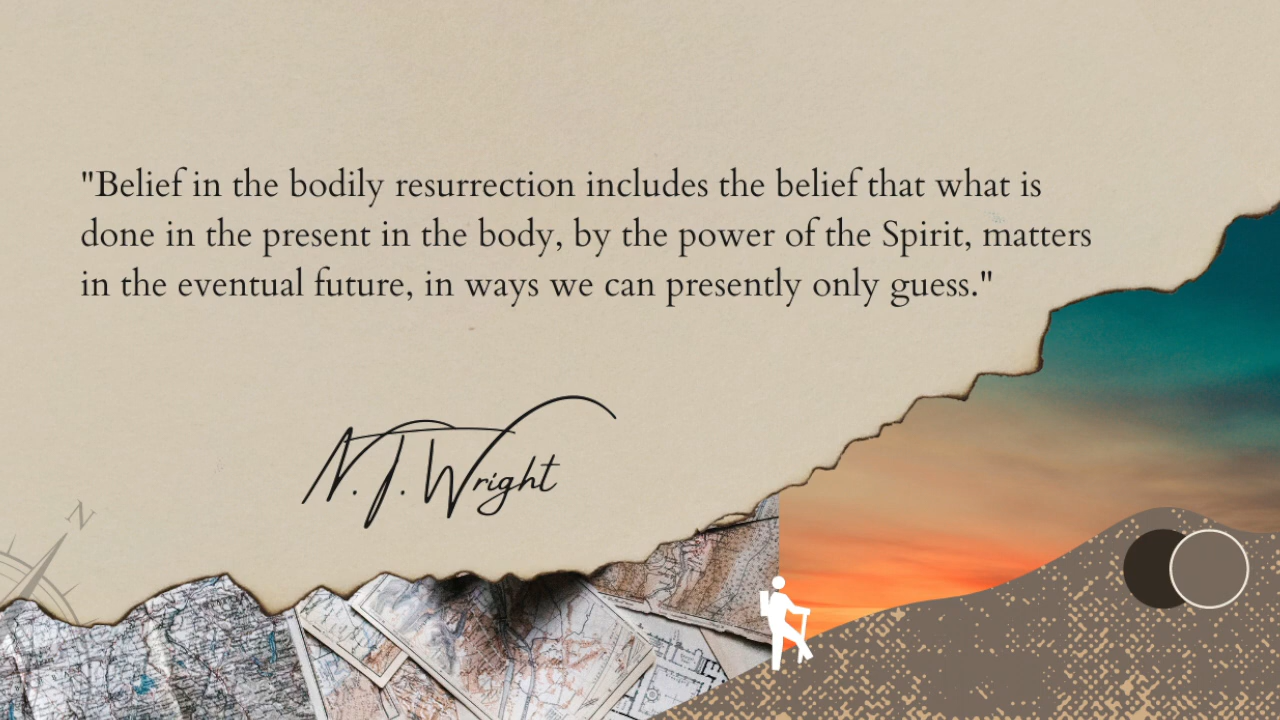 "Belief in the bodily resurrection includes the belief that what is
done in the present in the body, by the power of the Spirit, matters
in the eventual future, in ways we can presently only guess."
N. T. Wright
N